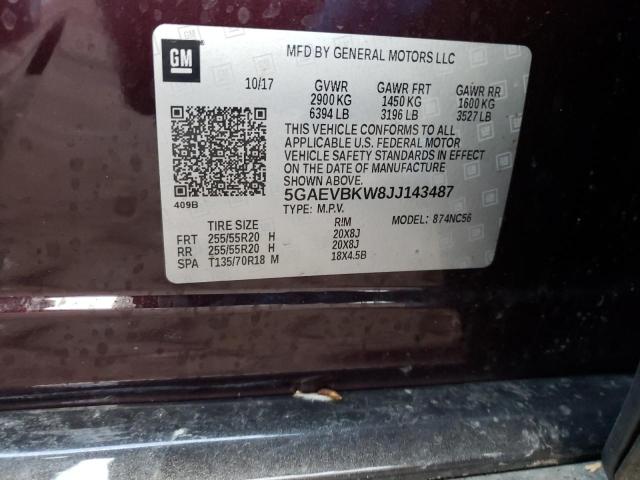 GM
MFD BY GENERAL MOTORS LLC
10/17 GVWR GAWR FRT GAWR RR
2900 KG 1450 KG 1600 KG
6394 LB 3196 LB 3527 LB
THIS VEHICLE CONFORMS TO ALL
APPLICABLE U.S. FEDERAL MOTOR
VEHICLE SAFETY STANDARDS IN EFFECT
ON THE DATE OF MANUFACTURE
SHOWN ABOVE.
409B
5GAEVBKW8JJ143487
TYPE: M.P.V. MODEL: 874NC56
TIRE SIZE RIM
FRT 255/55R20 H 20X8J
RR 255/55R20 H 20X8J
SPA T135/70R18 M 18X4.5B